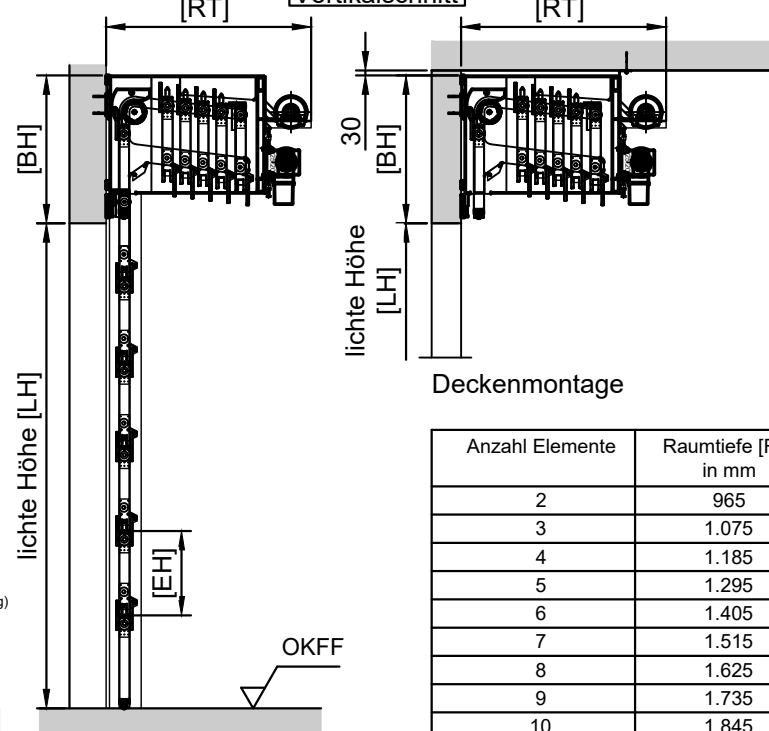 Vertikalschnitt
[RT]
[RT]
[BH]
30
[BH]
lichte Höhe
[LH]
lichte Höhe [LH]
[EH]
OKFF
Deckenmontage
Anzahl Elemente
Raumtiefe
in mm
2
965
3
1.075
4
1.185
5
1.295
6
1.405
7
1.515
8
1.625
9
1.735
10
1.845